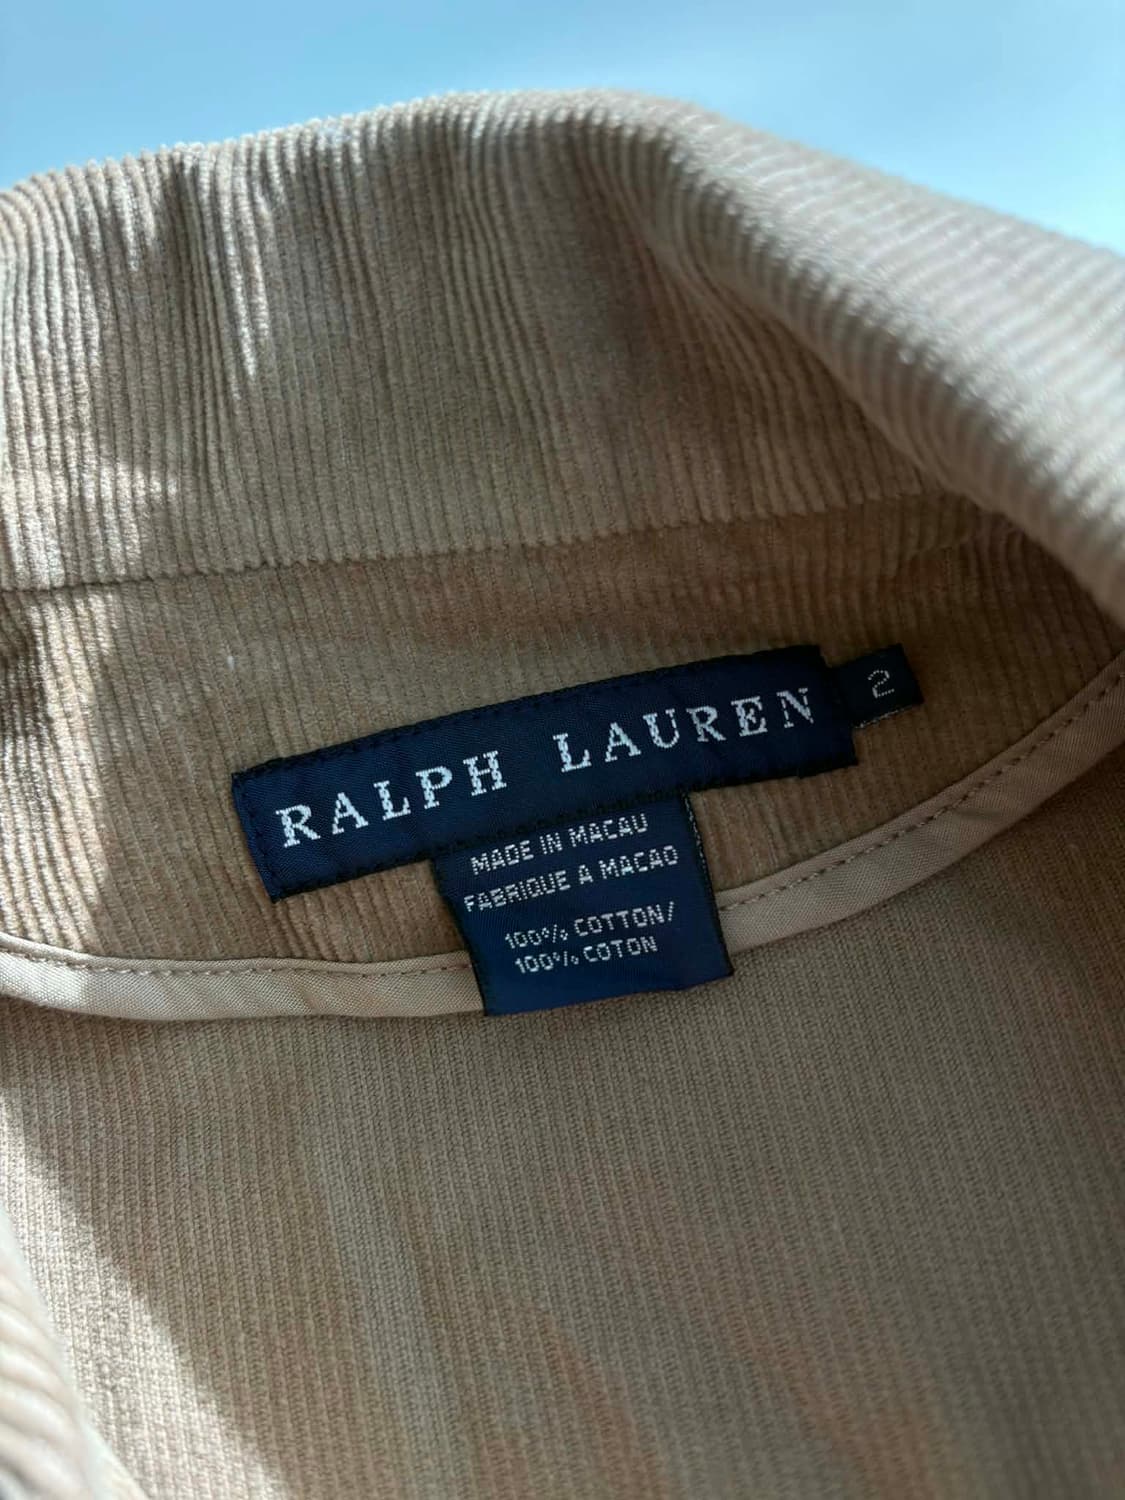 RALPH LAUREN
2
MADE IN MACAU
FABRIQUE A MACAO
100% COTTON/
100% COTON